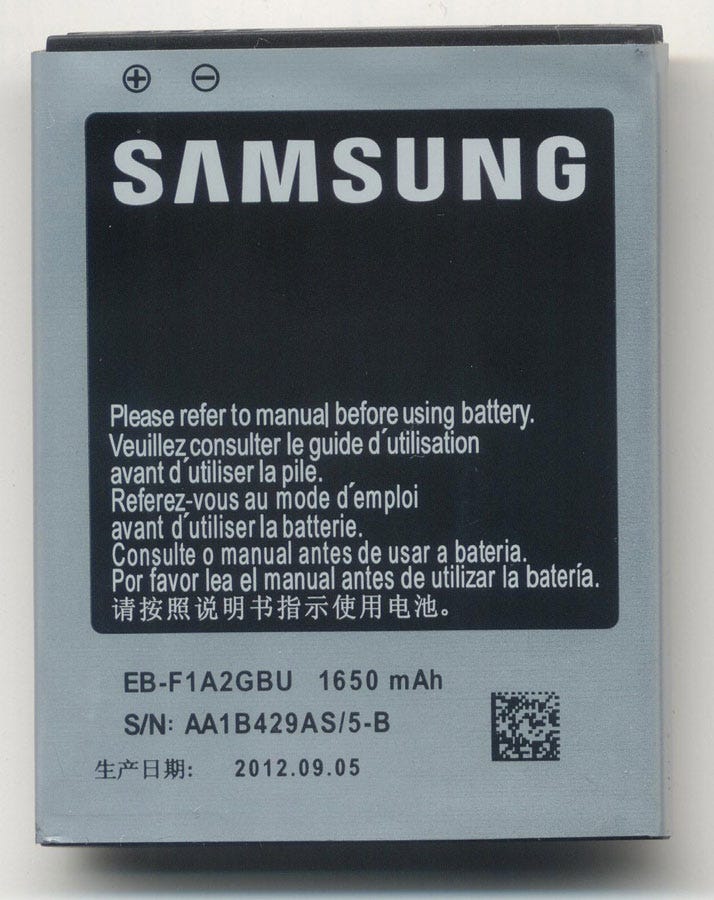 SAMSUNG
Please refer to manual before using battery.
Veuillez consulter le guide d´utilisation
avant d´utiliser la pile.
Referez-vous au mode d´emploi
avant d´utiliser la batterie.
Consulte o manual antes de usar a bateria.
Por favor lea el manual antes de utilizar la batería.
请按照说明书指示使用电池。
EB-F1A2GBU 1650 mAh
S/N: AA1B429AS/5-B
生产日期: 2012.09.05